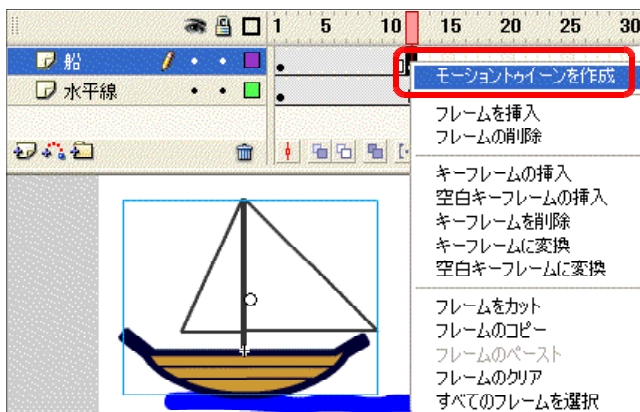 1 5 10 15 20 25 30
船
水平線
モーショントゥイーンを作成
フレームを挿入
フレームの削除
キーフレームの挿入
空白キーフレームの挿入
キーフレームを削除
キーフレームに変換
空白キーフレームに変換
フレームをカット
フレームのコピー
フレームのペースト
フレームのクリア
すべてのフレームを選択